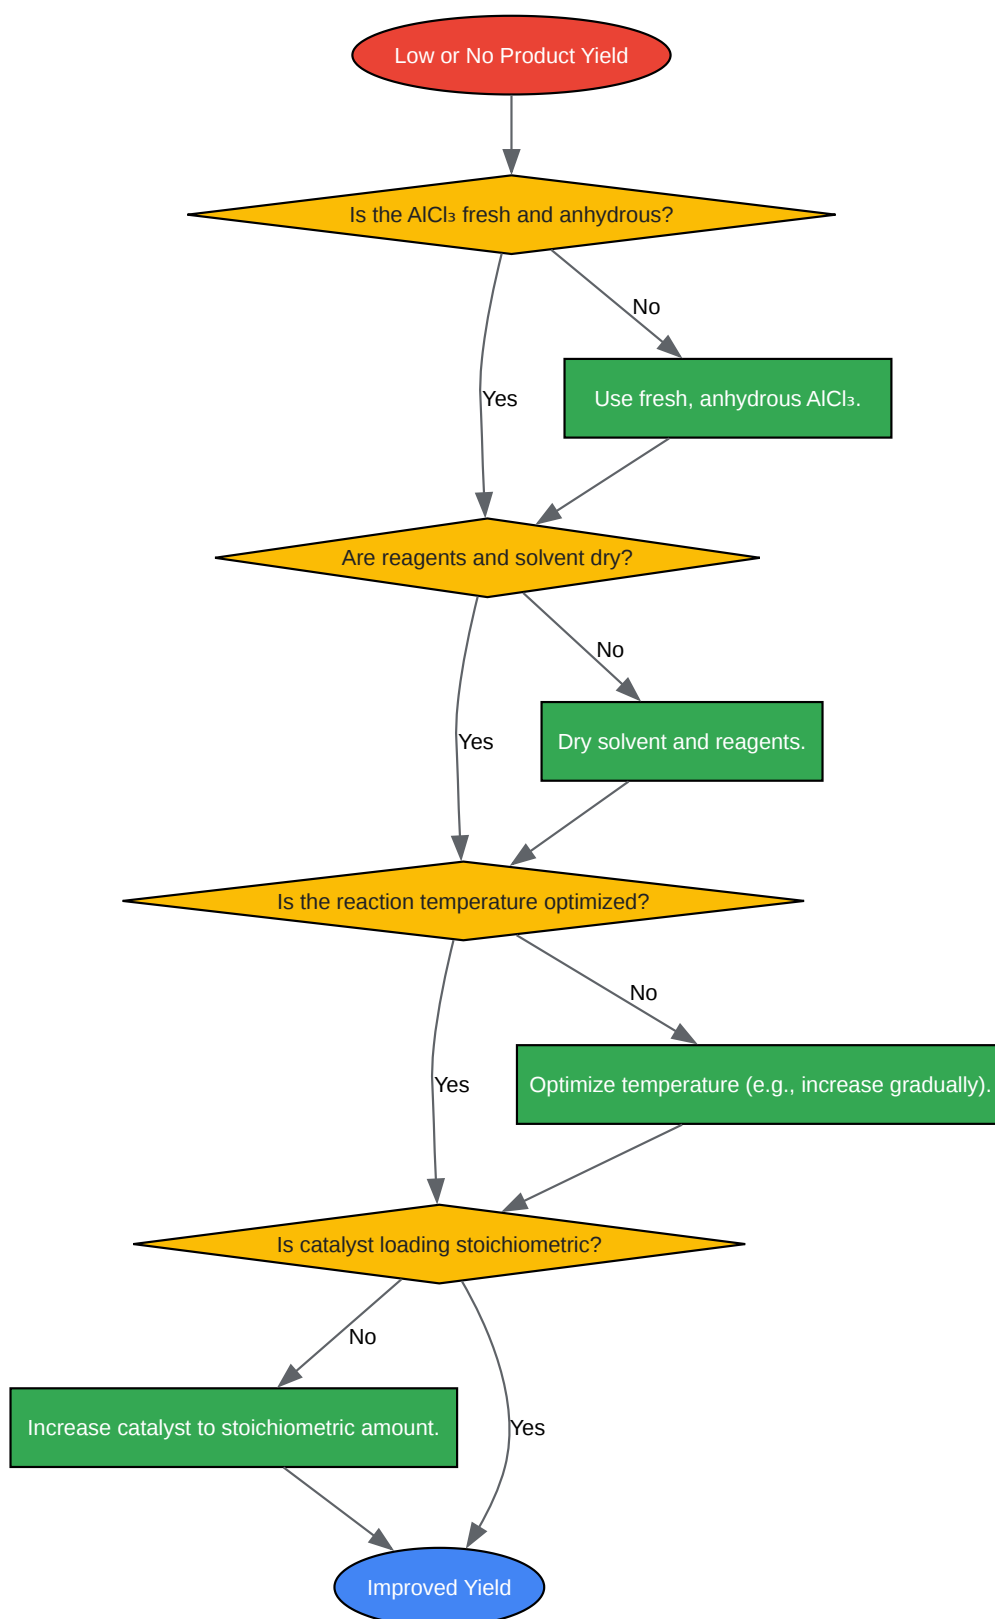 Low or No Product Yield
Is the AlCl₃ fresh and anhydrous?
No
Yes
Use fresh, anhydrous AlCl₃.
Are reagents and solvent dry?
No
Yes
Dry solvent and reagents.
Is the reaction temperature optimized?
No
Yes
Optimize temperature (e.g., increase gradually).
Is catalyst loading stoichiometric?
No
Increase catalyst to stoichiometric amount.
Yes
Improved Yield